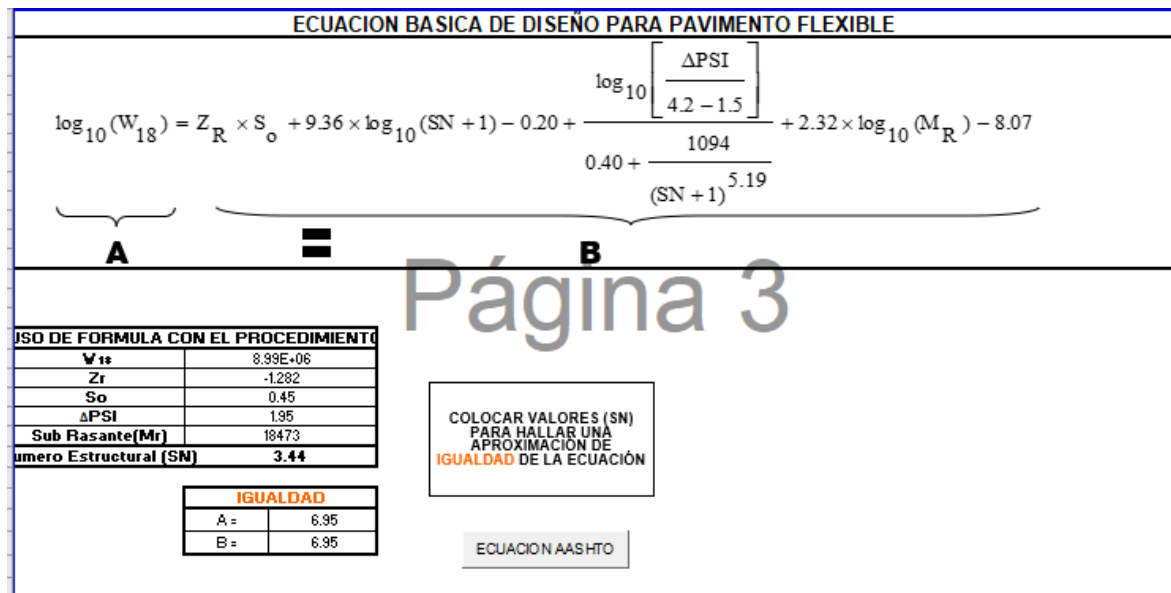 ECUACION BASICA DE DISEÑO PARA PAVIMENTO FLEXIBLE
log10(W18) = ZR × So + 9.36 × log10(SN + 1) − 0.20 + log10[ΔPSI / 4.2 − 1.5] / 0.40 + 1094 / (SN + 1)^5.19 + 2.32 × log10(MR) − 8.07
A = B
Página 3
USO DE FORMULA CON EL PROCEDIMIENTO
W18 8.99E+06
Zr -1.282
So 0.45
ΔPSI 1.95
Sub Rasante(Mr) 18473
umero Estructural (SN) 3.44
COLOCAR VALORES (SN)
PARA HALLAR UNA
APROXIMACIÓN DE
IGUALDAD DE LA ECUACIÓN
IGUALDAD
A = 6.95
B = 6.95
ECUACION AASHTO